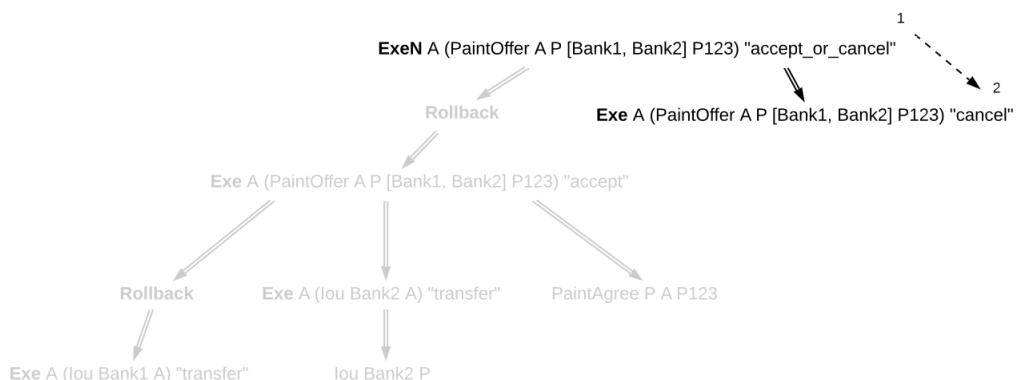 1
ExeN A (PaintOffer A P [Bank1, Bank2] P123) "accept_or_cancel"
2
Rollback
Exe A (PaintOffer A P [Bank1, Bank2] P123) "cancel"
Exe A (PaintOffer A P [Bank1, Bank2] P123) "accept"
Rollback
Exe A (Iou Bank2 A) "transfer"
PaintAgree P A P123
Exe A (Iou Bank1 A) "transfer"
Iou Bank2 P